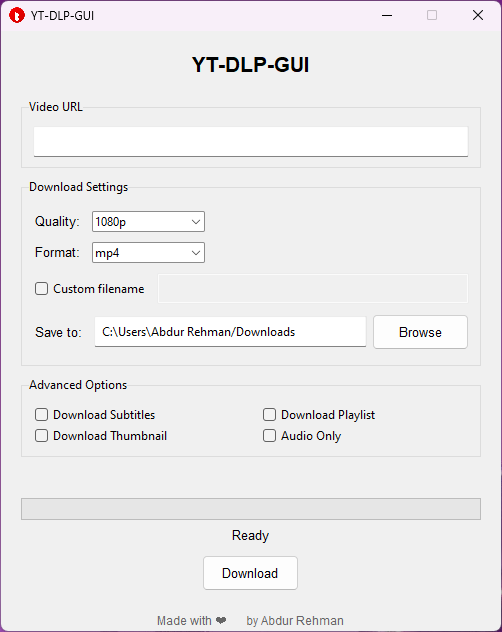 YT-DLP-GUI
YT-DLP-GUI
Video URL
Download Settings
Quality: 1080p
Format: mp4
Custom filename
Save to: C:\Users\Abdur Rehman/Downloads Browse
Advanced Options
Download Subtitles Download Playlist
Download Thumbnail Audio Only
Ready
Download
Made with ❤ by Abdur Rehman